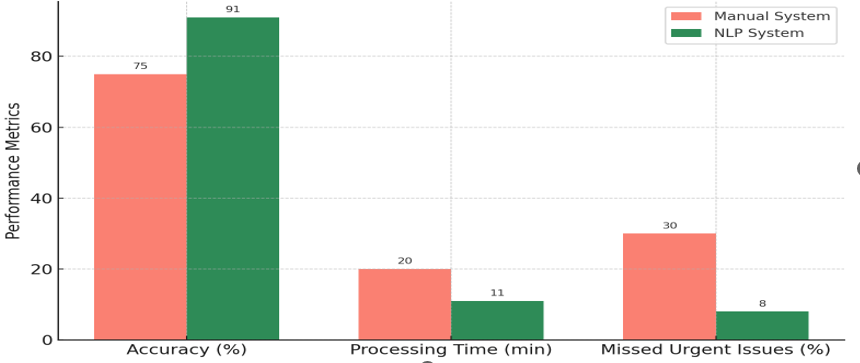 91
Manual System
NLP System
75
80
60
40
20
0
Performance Metrics
20
11
30
8
Accuracy (%)
Processing Time (min)
Missed Urgent Issues (%)